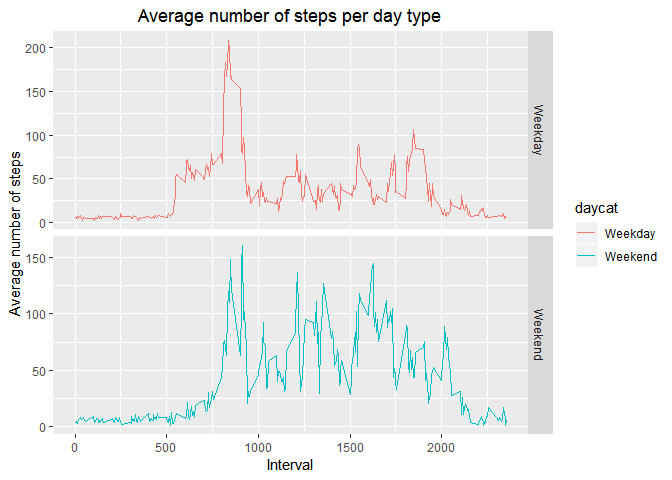 Average number of steps per day type
Average number of steps
200
150
100
50
0
Weekday
150
100
50
0
Weekend
0
500
1000
1500
2000
Interval
daycat
Weekday
Weekend